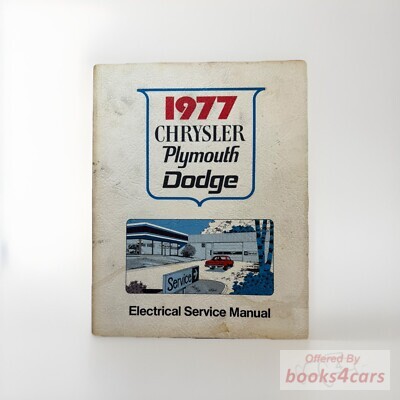 1977
CHRYSLER
Plymouth
Dodge
Service
Electrical Service Manual
Offered By
books4cars